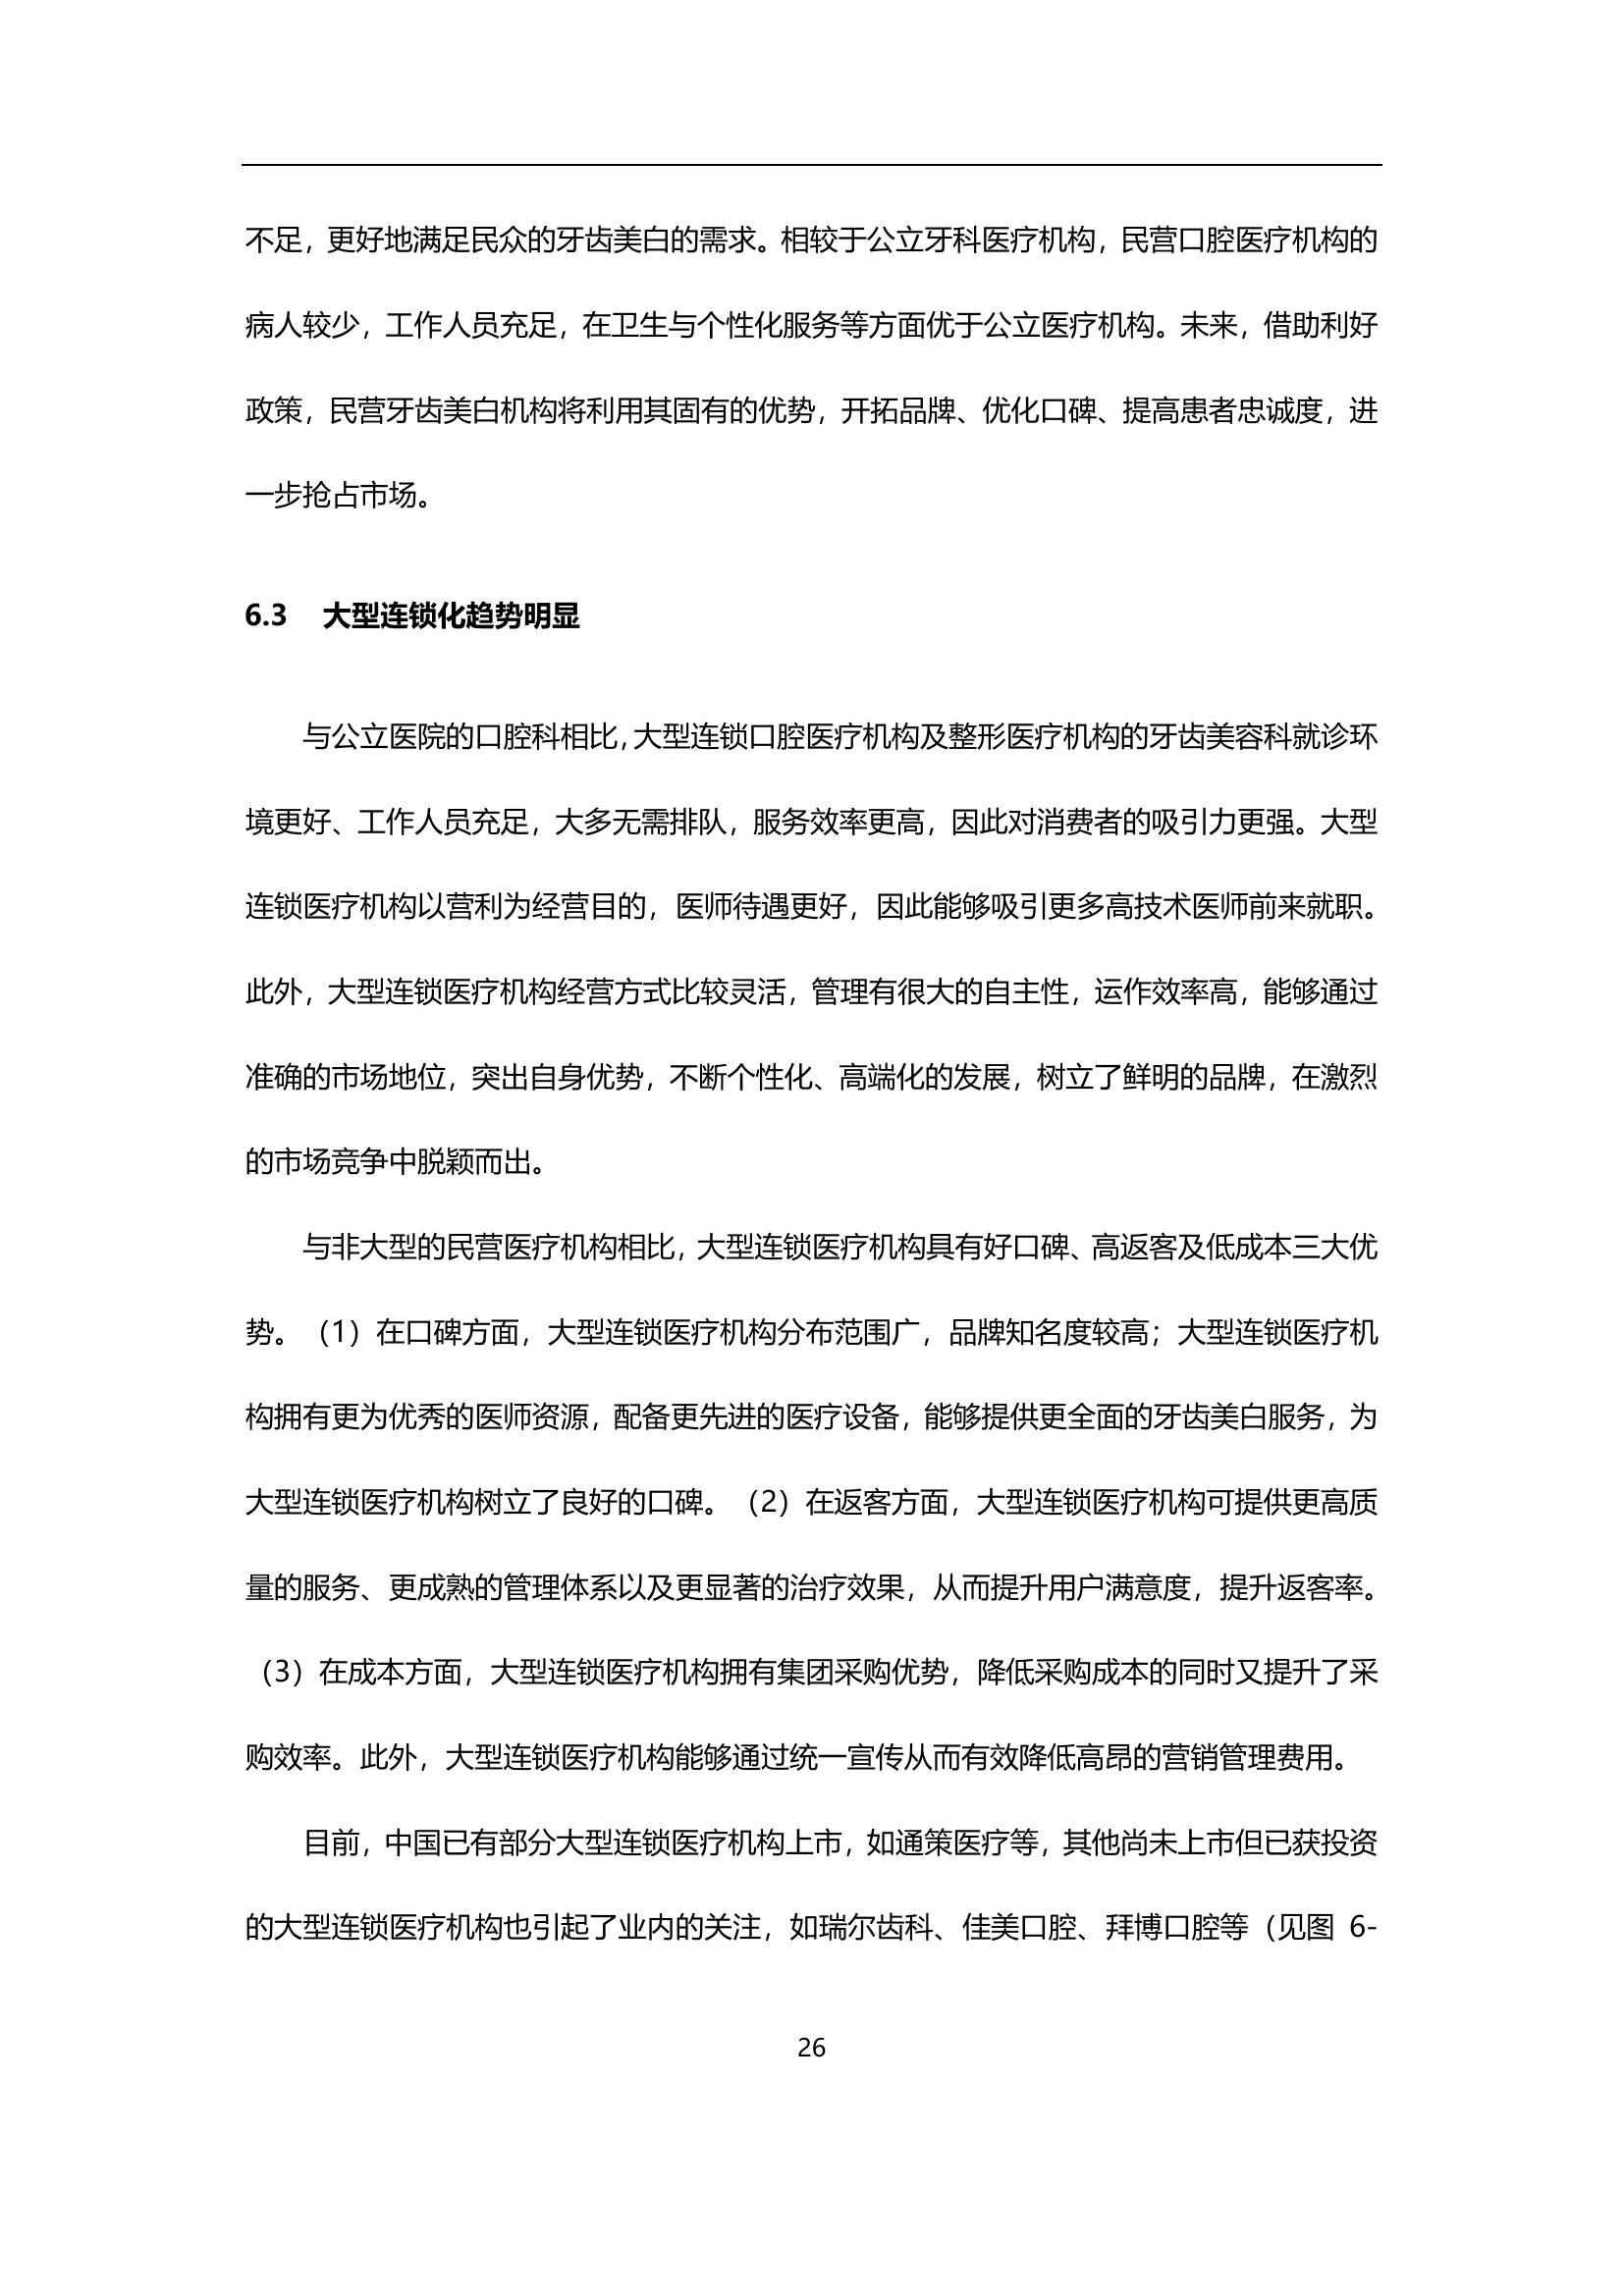 不足，更好地满足民众的牙齿美白的需求。相较于公立牙科医疗机构，民营口腔医疗机构的
病人较少，工作人员充足，在卫生与个性化服务等方面优于公立医疗机构。未来，借助利好
政策，民营牙齿美白机构将利用其固有的优势，开拓品牌、优化口碑、提高患者忠诚度，进
一步抢占市场。
6.3 大型连锁化趋势明显
与公立医院的口腔科相比，大型连锁口腔医疗机构及整形医疗机构的牙齿美容科就诊环
境更好、工作人员充足，大多无需排队，服务效率更高，因此对消费者的吸引力更强。大型
连锁医疗机构以营利为经营目的，医师待遇更好，因此能够吸引更多高技术医师前来就职。
此外，大型连锁医疗机构经营方式比较灵活，管理有很大的自主性，运作效率高，能够通过
准确的市场地位，突出自身优势，不断个性化、高端化的发展，树立了鲜明的品牌，在激烈
的市场竞争中脱颖而出。
与非大型的民营医疗机构相比，大型连锁医疗机构具有好口碑、高返客及低成本三大优
势。（1）在口碑方面，大型连锁医疗机构分布范围广，品牌知名度较高；大型连锁医疗机
构拥有更为优秀的医师资源，配备更先进的医疗设备，能够提供更全面的牙齿美白服务，为
大型连锁医疗机构树立了良好的口碑。（2）在返客方面，大型连锁医疗机构可提供更高质
量的服务、更成熟的管理体系以及更显著的治疗效果，从而提升用户满意度，提升返客率。
（3）在成本方面，大型连锁医疗机构拥有集团采购优势，降低采购成本的同时又提升了采
购效率。此外，大型连锁医疗机构能够通过统一宣传从而有效降低高昂的营销管理费用。
目前，中国已有部分大型连锁医疗机构上市，如通策医疗等，其他尚未上市但已获投资
的大型连锁医疗机构也引起了业内的关注，如瑞尔齿科、佳美口腔、拜博口腔等（见图 6-
26